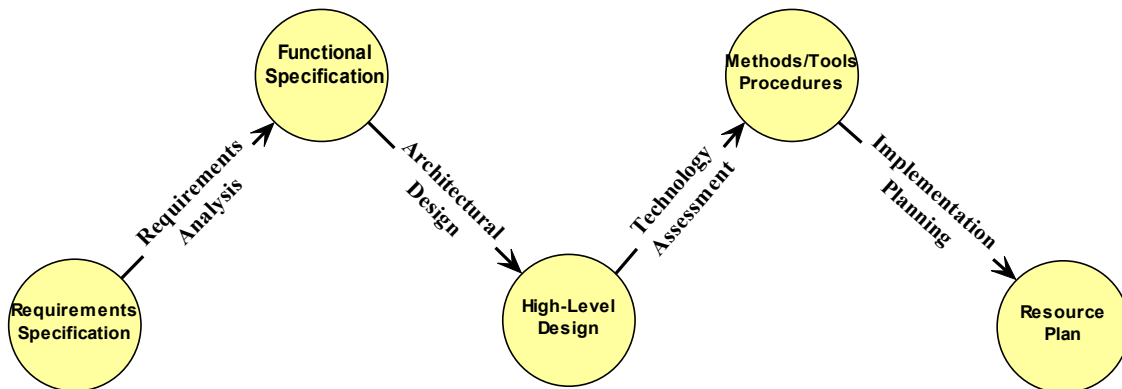 Functional
Specification
Methods/Tools
Procedures
Requirements
Analysis
Architectural
Design
Technology
Assessment
Implementation
Planning
Requirements
Specification
High-Level
Design
Resource
Plan